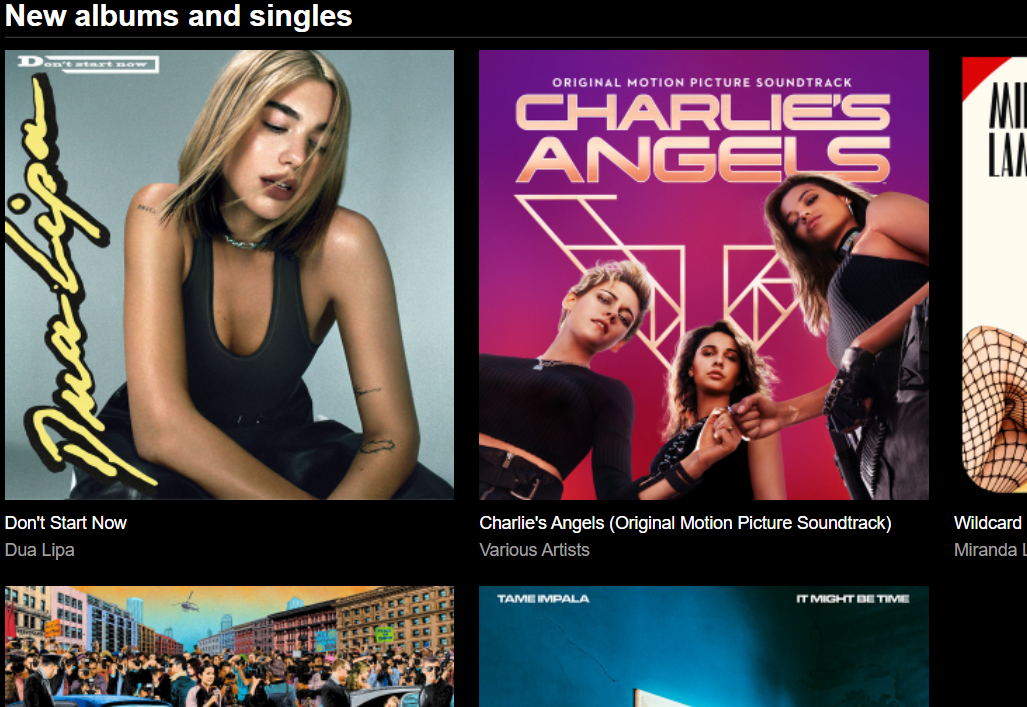 New albums and singles
Don't start now
Dua Lipa
ORIGINAL MOTION PICTURE SOUNDTRACK
CHARLIE'S
ANGELS
MI
LAM
Don't Start Now
Dua Lipa
Charlie's Angels (Original Motion Picture Soundtrack)
Various Artists
Wildcard
Miranda L
TAME IMPALA
IT MIGHT BE TIME